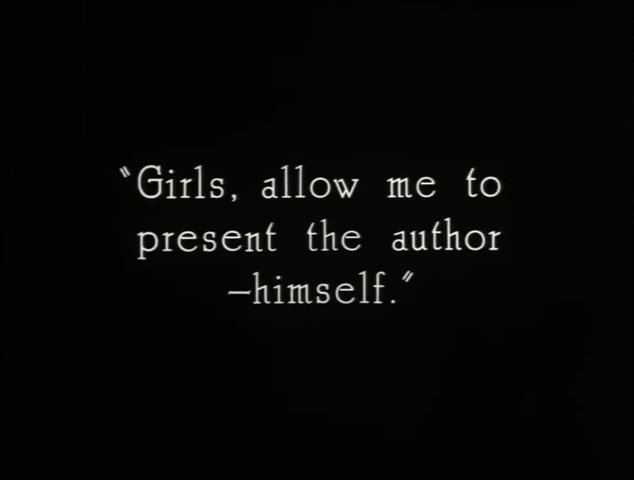 "Girls, allow me to
present the author
—himself."